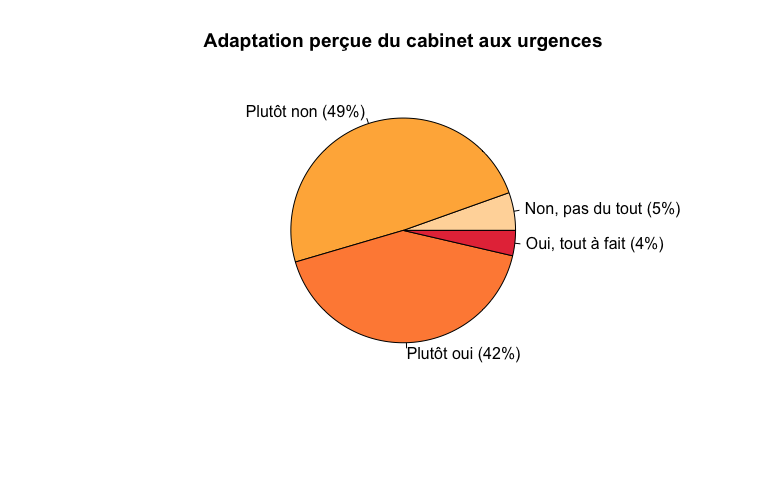 Adaptation perçue du cabinet aux urgences
Plutôt non (49%)
Non, pas du tout (5%)
Oui, tout à fait (4%)
Plutôt oui (42%)